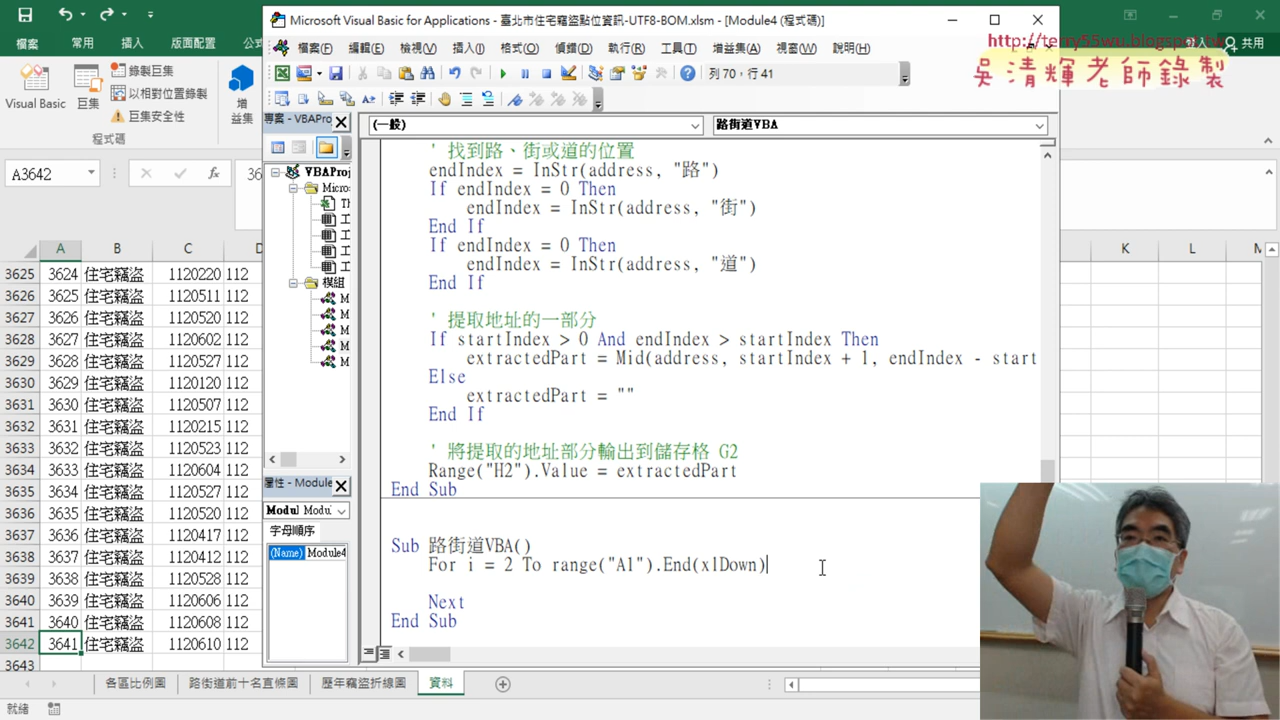 Microsoft Visual Basic for Applications - 臺北市住宅竊盜點位資訊-UTF8-BOM.xlsm - [Module4 (程式碼)]
檔案 常用 插入 版面配置 公式
檔案(F) 編輯(E) 檢視(V) 插入(I) 格式(O) 偵錯(D) 執行(R) 工具(T) 增益集(A) 視窗(W) 說明(H)
http://terry55wu.blogspot.tw
共用
吳清輝老師錄製
錄製巨集
以相對位置錄製
巨集安全性
Visual Basic 巨集
增益集
程式碼
列 70，行 41
專案 - VBAPro
(一般) 路街道VBA
A3642
fx
36
VBAProj
Micros
模組
屬性 - Module
Modul Modu
字母順序
(Name) Module4
' 找到路、街或道的位置
endIndex = InStr(address, "路")
If endIndex = 0 Then
endIndex = InStr(address, "街")
End If
If endIndex = 0 Then
endIndex = InStr(address, "道")
End If
' 提取地址的一部分
If startIndex > 0 And endIndex > startIndex Then
extractedPart = Mid(address, startIndex + 1, endIndex - start
Else
extractedPart = ""
End If
' 將提取的地址部分輸出到儲存格 G2
Range("H2").Value = extractedPart
End Sub
Sub 路街道VBA()
For i = 2 To range("A1").End(xlDown)
Next
End Sub
A B C D K L M
3625 3624 住宅竊盜 1120220 112
3626 3625 住宅竊盜 1120511 112
3627 3626 住宅竊盜 1120520 112
3628 3627 住宅竊盜 1120602 112
3629 3628 住宅竊盜 1120527 112
3630 3629 住宅竊盜 1120120 112
3631 3630 住宅竊盜 1120507 112
3632 3631 住宅竊盜 1120215 112
3633 3632 住宅竊盜 1120523 112
3634 3633 住宅竊盜 1120604 112
3635 3634 住宅竊盜 1120527 112
3636 3635 住宅竊盜 1120520 112
3637 3636 住宅竊盜 1120417 112
3638 3637 住宅竊盜 1120412 112
3639 3638 住宅竊盜 1120528 112
3640 3639 住宅竊盜 1120606 112
3641 3640 住宅竊盜 1120608 112
3642 3641 住宅竊盜 1120610 112
3643
各區比例圖 路街道前十名直條圖 歷年竊盜折線圖 資料
就緒